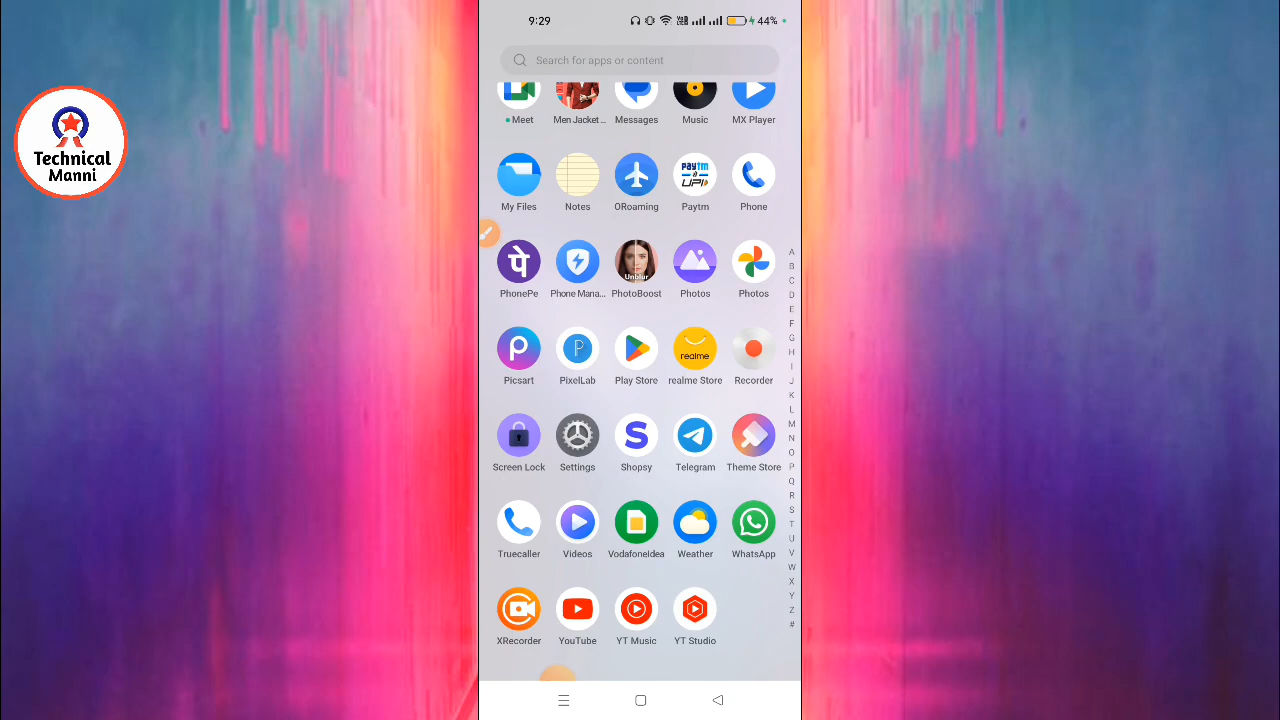 9:29 44%
Technical
Manni
Search for apps or content
Meet Men Jacket ... Messages Music MX Player
My Files Notes ORoaming Paytm Phone
PhonePe Phone Mana... PhotoBoost Photos Photos
Picsart PixelLab Play Store realme Store Recorder
Screen Lock Settings Shopsy Telegram Theme Store
Truecaller Videos VodafoneIdea Weather WhatsApp
XRecorder YouTube YT Music YT Studio
paytm
UPI
पे
Unblur
P
P
realme
S
A
B
C
D
E
F
G
H
I
J
K
L
M
N
O
P
Q
R
S
T
U
V
W
X
Y
Z
#